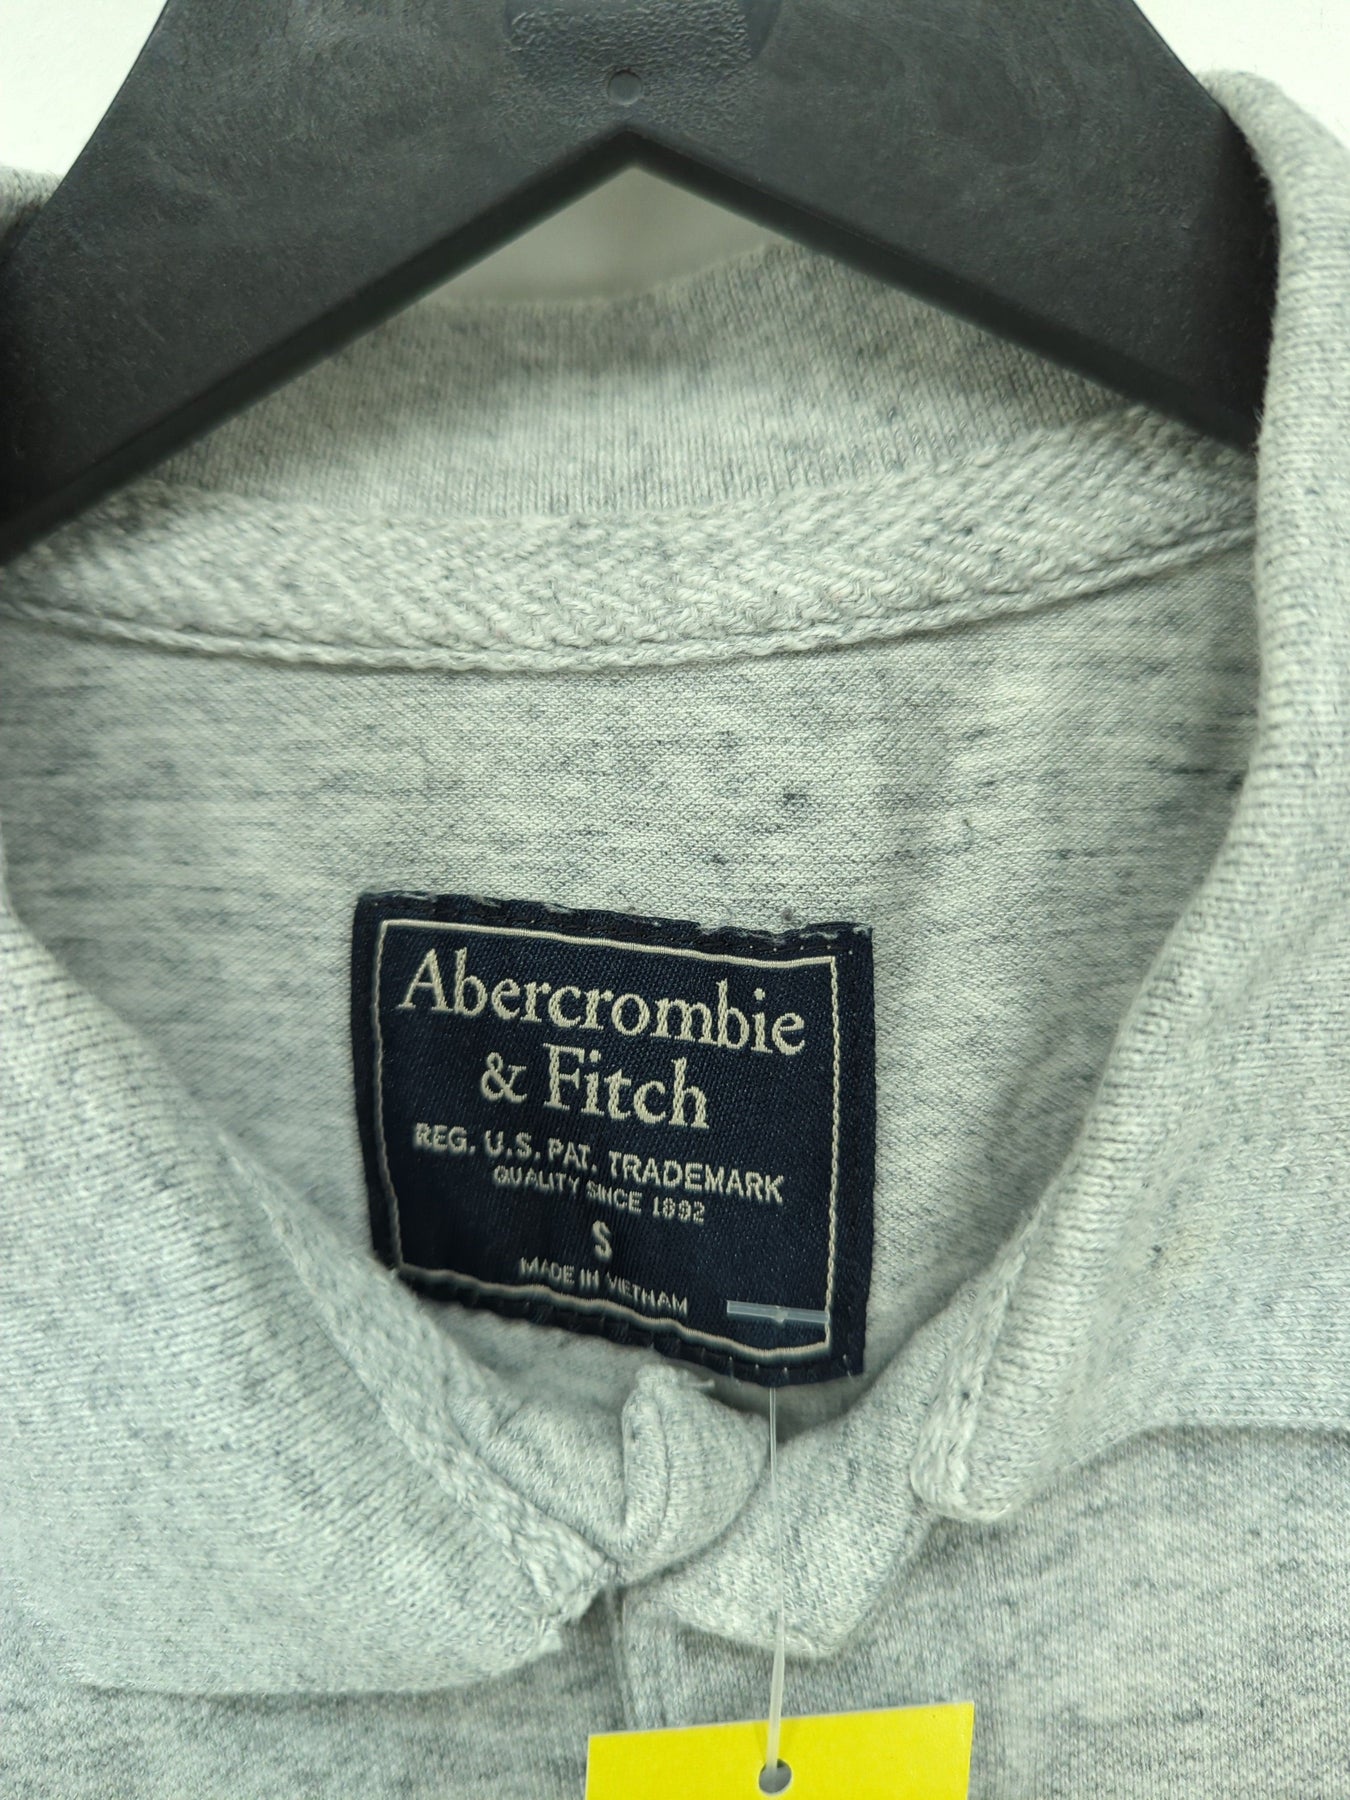 Abercrombie
& Fitch
REG. U.S. PAT. TRADEMARK
QUALITY SINCE 1892
S
MADE IN VIETNAM